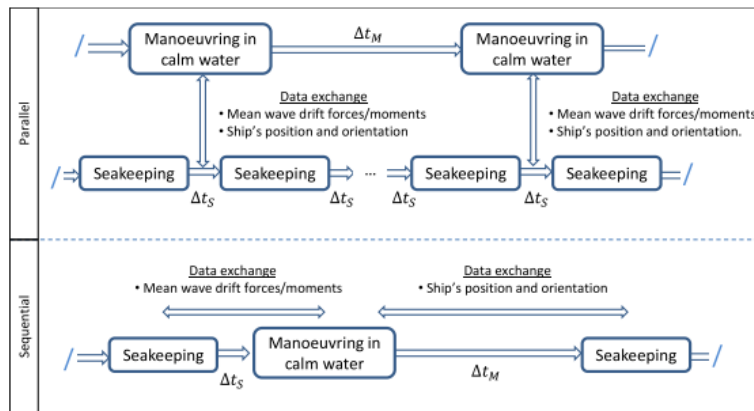 Parallel
Manoeuvring in
calm water
Δt_M
Manoeuvring in
calm water
Data exchange
• Mean wave drift forces/moments
• Ship's position and orientation
Data exchange
• Mean wave drift forces/moments
• Ship's position and orientation.
Seakeeping
Seakeeping
...
Seakeeping
Seakeeping
Δt_S
Δt_S
Δt_S
Δt_S
Sequential
Data exchange
• Mean wave drift forces/moments
Data exchange
• Ship's position and orientation
Seakeeping
Manoeuvring in
calm water
Seakeeping
Δt_S
Δt_M